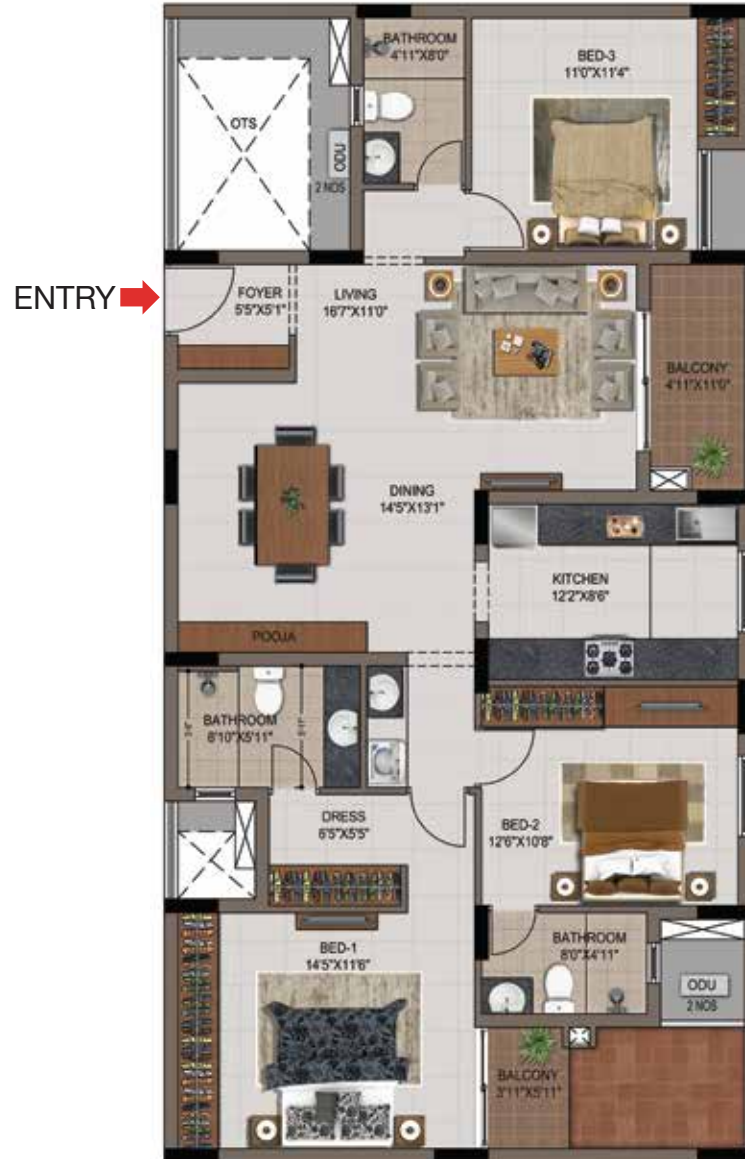 BATHROOM
4'11"X8'0"
BED-3
11'0"X11'4"
OTS
ODU
2 NOS
ENTRY
FOYER
5'5"X5'1"
LIVING
16'7"X11'0"
BALCONY
4'11"X11'0"
DINING
14'5"X13'1"
KITCHEN
12'2"X8'6"
POOJA
BATHROOM
8'10"X5'11"
5'11"
DRESS
6'5"X5'5"
BED-2
12'6"X10'8"
BED-1
14'5"X11'6"
BATHROOM
8'0"X4'11"
ODU
2 NOS
BALCONY
3'11"X5'11"